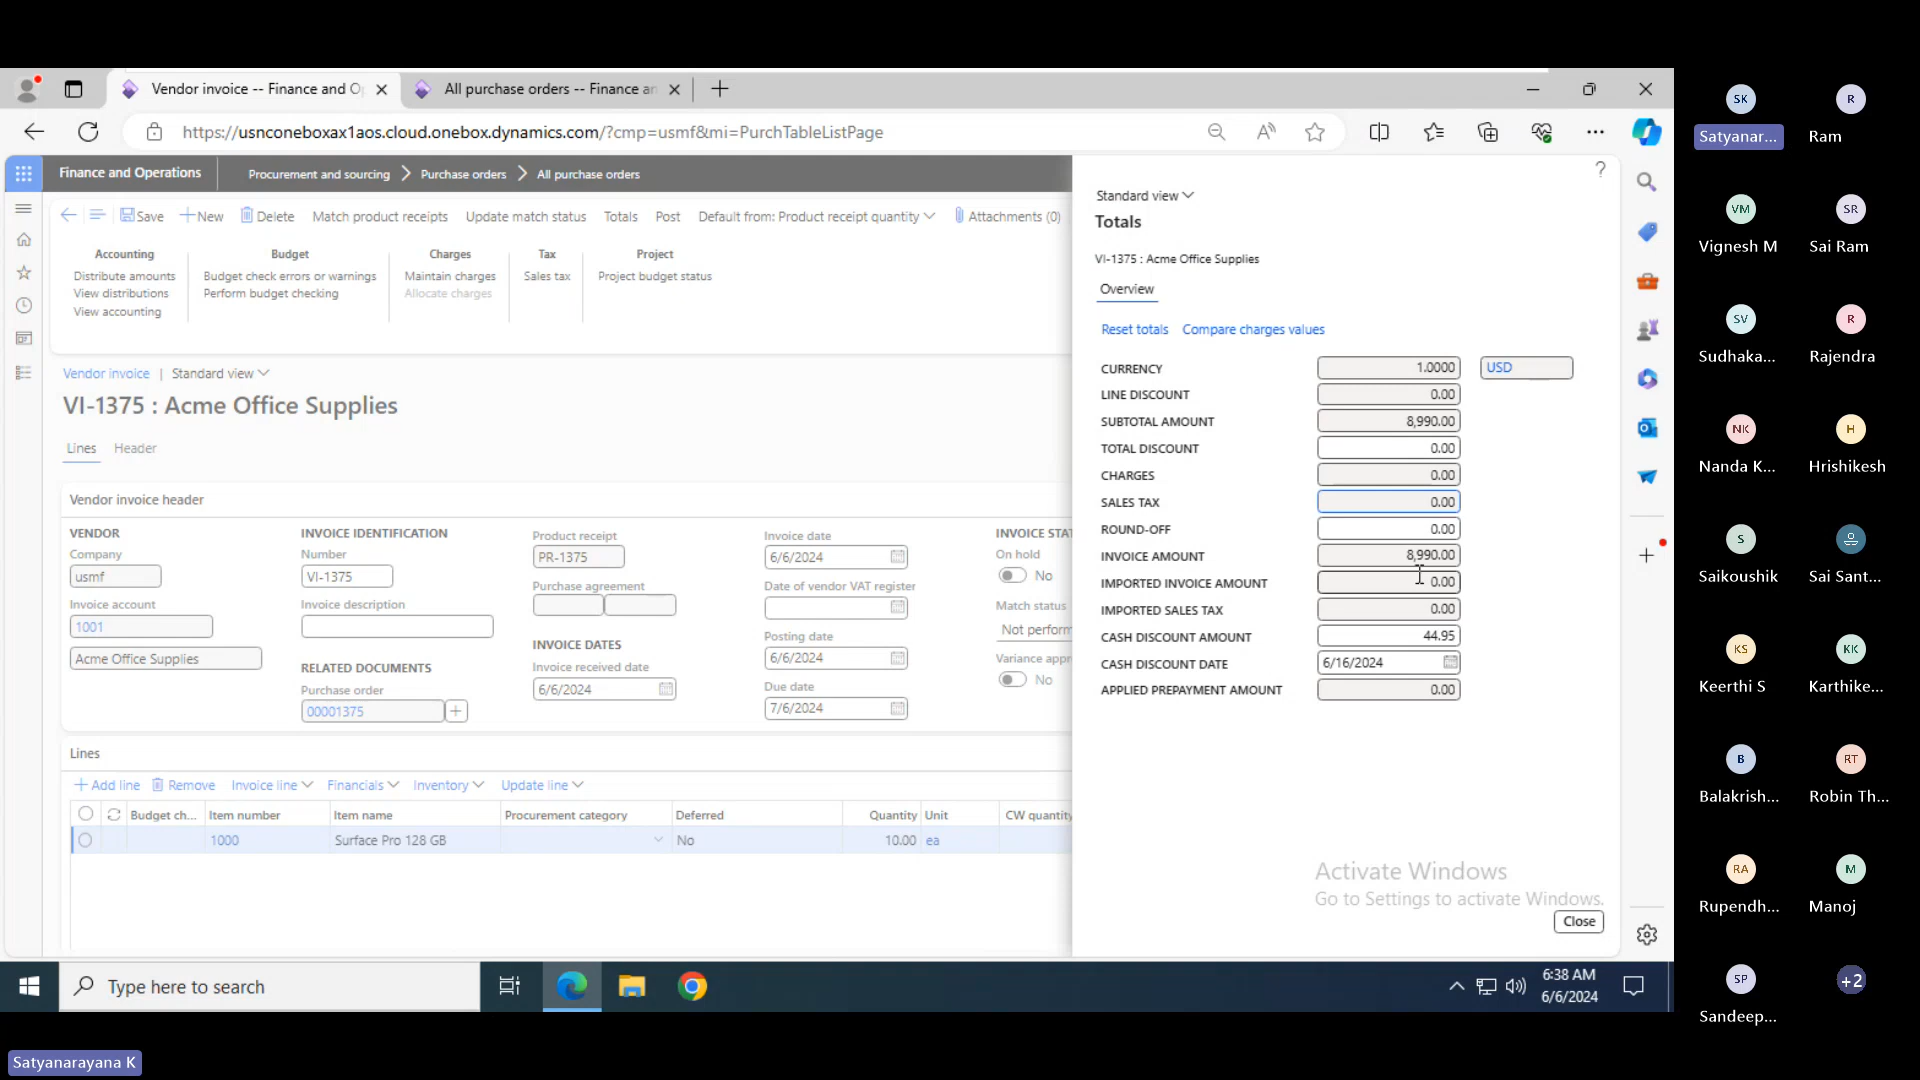 Vendor invoice -- Finance and O
All purchase orders -- Finance an
https://usnconeboxax1aos.cloud.onebox.dynamics.com/?cmp=usmf&mi=PurchTableListPage
Finance and Operations
Procurement and sourcing > Purchase orders > All purchase orders
Save New Delete Match product receipts Update match status Totals Post Default from: Product receipt quantity Attachments (0)
Accounting
Distribute amounts
View distributions
View accounting
Budget
Budget check errors or warnings
Perform budget checking
Charges
Maintain charges
Allocate charges
Tax
Sales tax
Project
Project budget status
Vendor invoice | Standard view
VI-1375 : Acme Office Supplies
Lines Header
Vendor invoice header
VENDOR
Company
usmf
Invoice account
1001
Acme Office Supplies
INVOICE IDENTIFICATION
Number
VI-1375
Invoice description
RELATED DOCUMENTS
Purchase order
00001375
Product receipt
PR-1375
Purchase agreement
INVOICE DATES
Invoice received date
6/6/2024
Invoice date
6/6/2024
Date of vendor VAT register
Posting date
6/6/2024
Due date
7/6/2024
INVOICE STAT
On hold
No
Match status
Not perform
Variance appr
No
Lines
Add line Remove Invoice line Financials Inventory Update line
Budget ch... Item number Item name Procurement category Deferred Quantity Unit CW quantity
1000 Surface Pro 128 GB No 10.00 ea
?
Standard view
Totals
VI-1375 : Acme Office Supplies
Overview
Reset totals Compare charges values
CURRENCY 1.0000 USD
LINE DISCOUNT 0.00
SUBTOTAL AMOUNT 8,990.00
TOTAL DISCOUNT 0.00
CHARGES 0.00
SALES TAX 0.00
ROUND-OFF 0.00
INVOICE AMOUNT 8,990.00
IMPORTED INVOICE AMOUNT 0.00
IMPORTED SALES TAX 0.00
CASH DISCOUNT AMOUNT 44.95
CASH DISCOUNT DATE 6/16/2024
APPLIED PREPAYMENT AMOUNT 0.00
Activate Windows
Go to Settings to activate Windows.
Close
Type here to search
6:38 AM
6/6/2024
SK R
Satyanar... Ram
VM SR
Vignesh M Sai Ram
SV R
Sudhaka... Rajendra
NK H
Nanda K... Hrishikesh
S
Saikoushik Sai Sant...
KS KK
Keerthi S Karthike...
B RT
Balakrish... Robin Th...
RA M
Rupendh... Manoj
SP +2
Sandeep...
Satyanarayana K